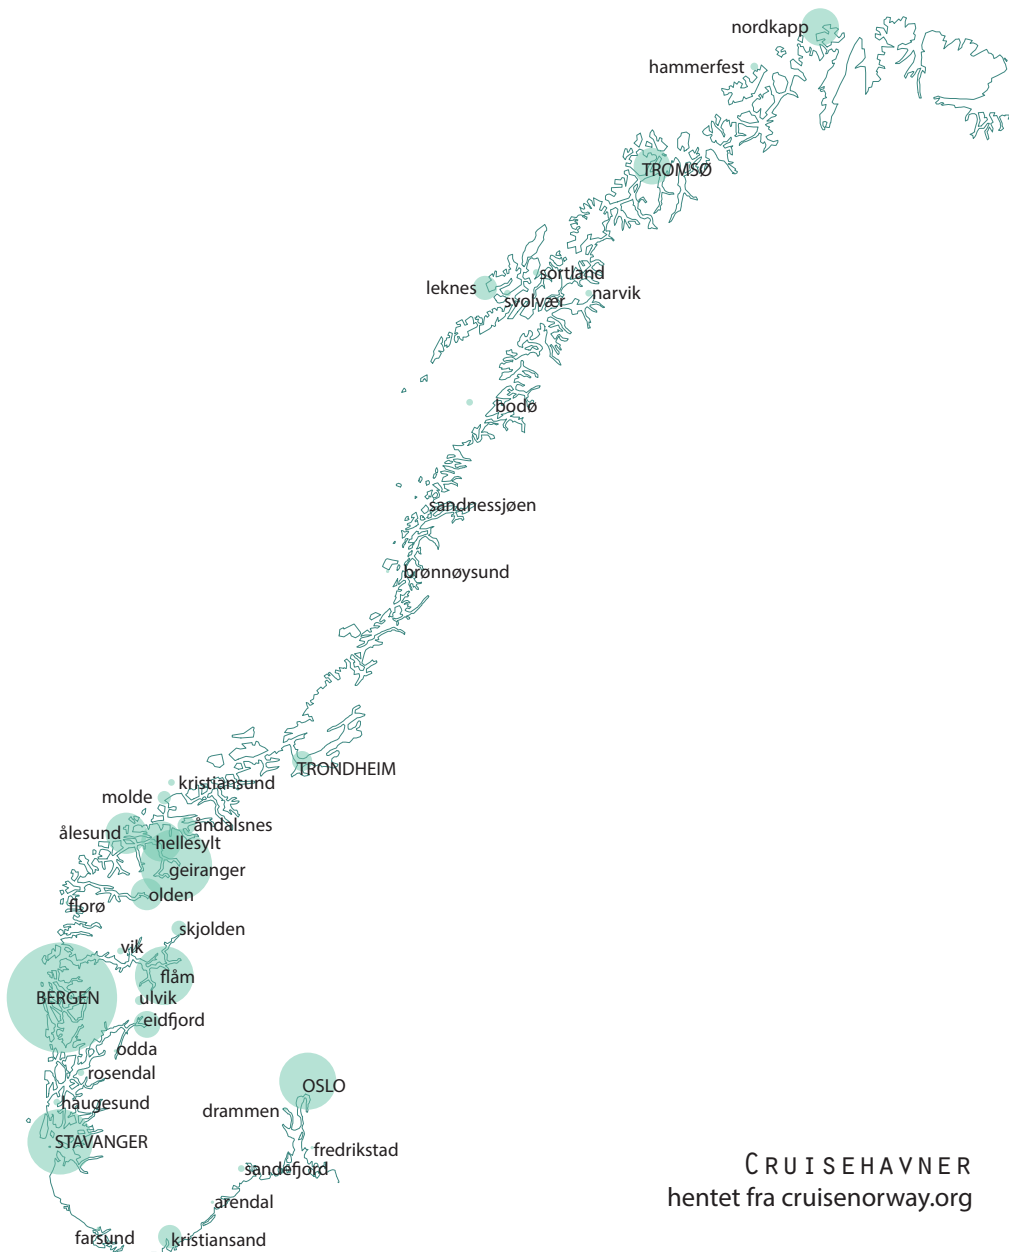 nordkapp
hammerfest
TROMSØ
sortland
leknes
svolvær
narvik
bodø
sandnessjøen
brønnøysund
TRONDHEIM
kristiansund
molde
åndalsnes
ålesund
hellesylt
geiranger
olden
florø
skjolden
vik
flåm
BERGEN
ulvik
eidfjord
odda
rosendal
OSLO
haugesund
drammen
STAVANGER
fredrikstad
sandefjord
arendal
farsund
kristiansand
CRUISEHAVNER
hentet fra cruisenorway.org